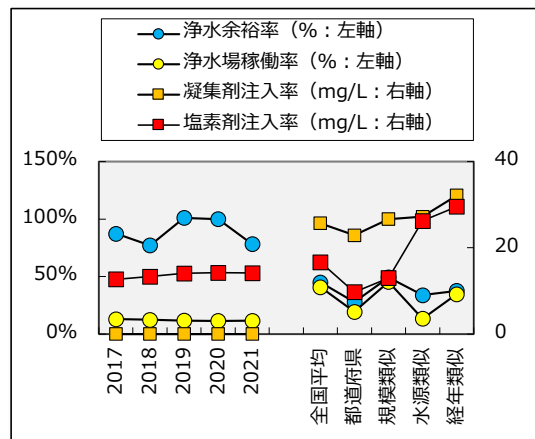 浄水余裕率（%：左軸）
浄水場稼働率（%：左軸）
凝集剤注入率（mg/L：右軸）
塩素剤注入率（mg/L：右軸）
150%
100%
50%
0%
40
20
0
2017
2018
2019
2020
2021
全国平均
都道府県
規模類似
水源類似
経年類似